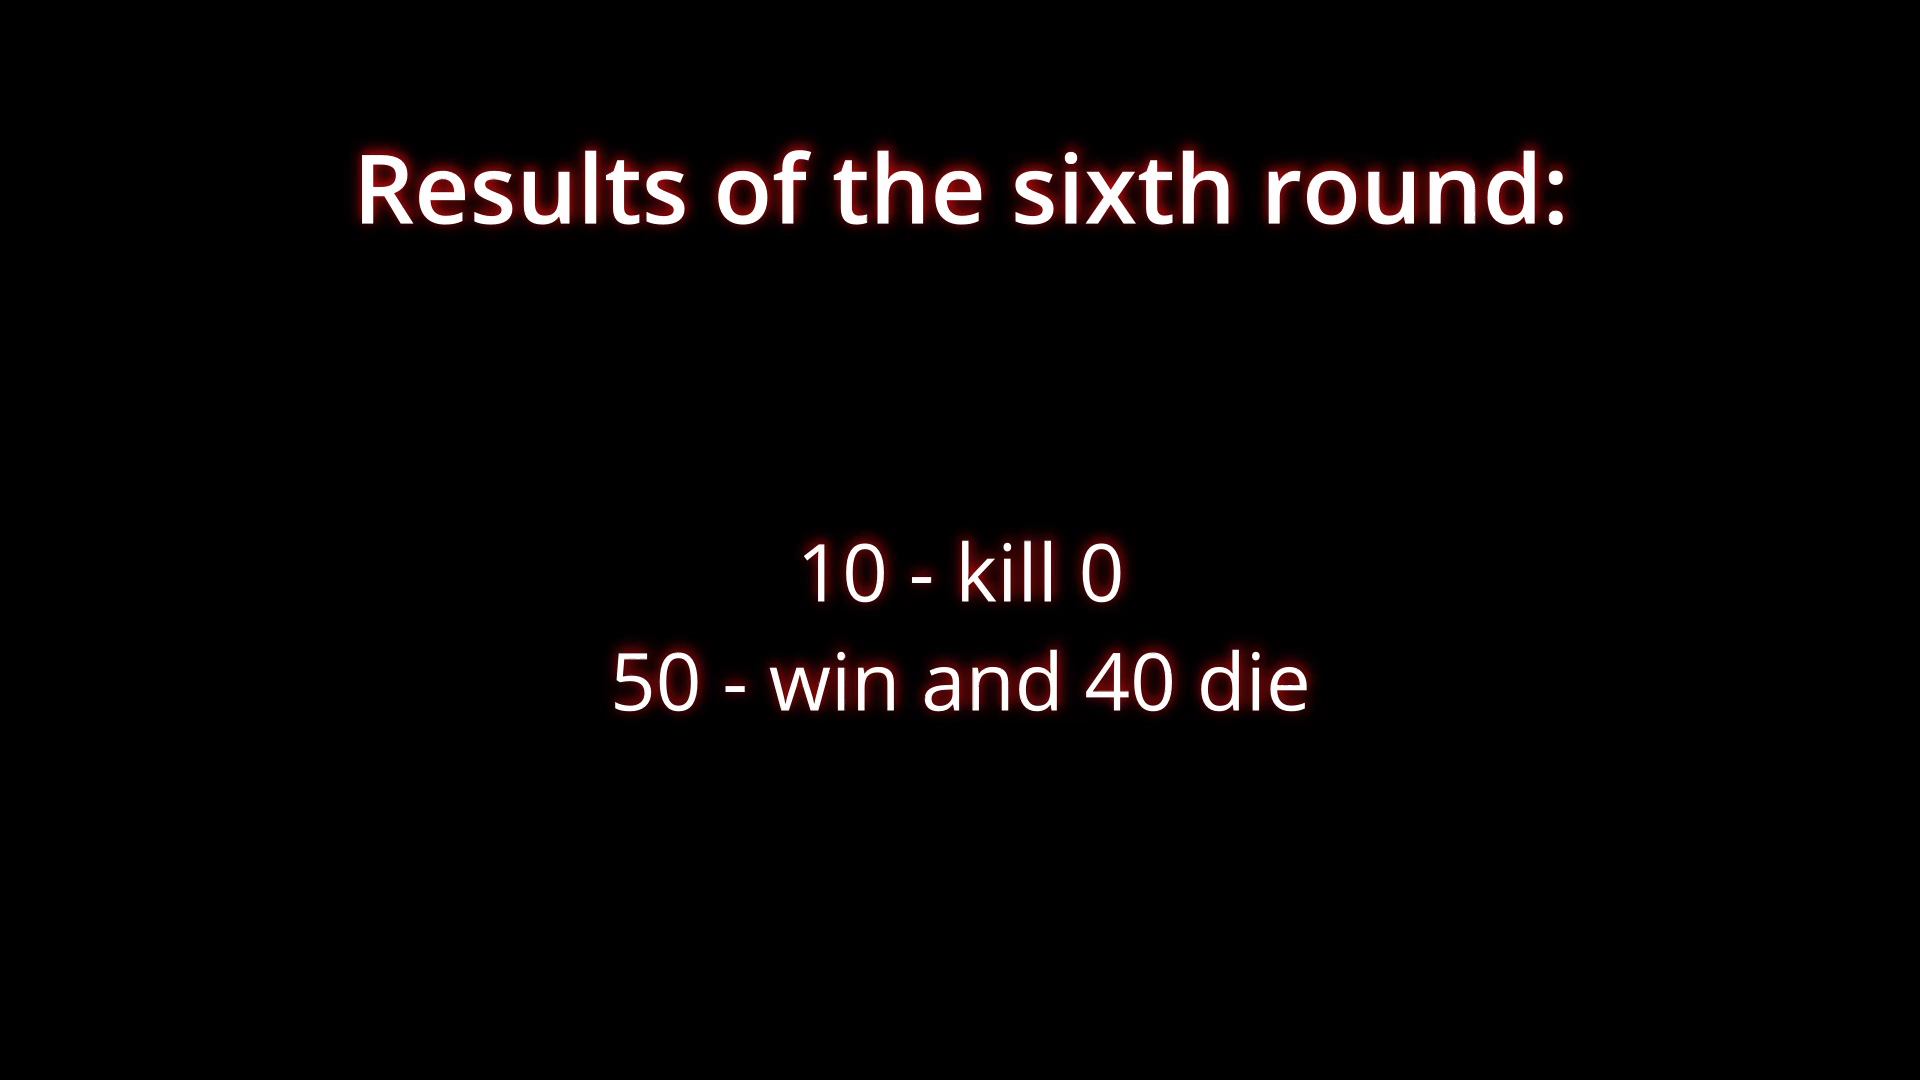 Results of the sixth round:
10 - kill 0
50 - win and 40 die